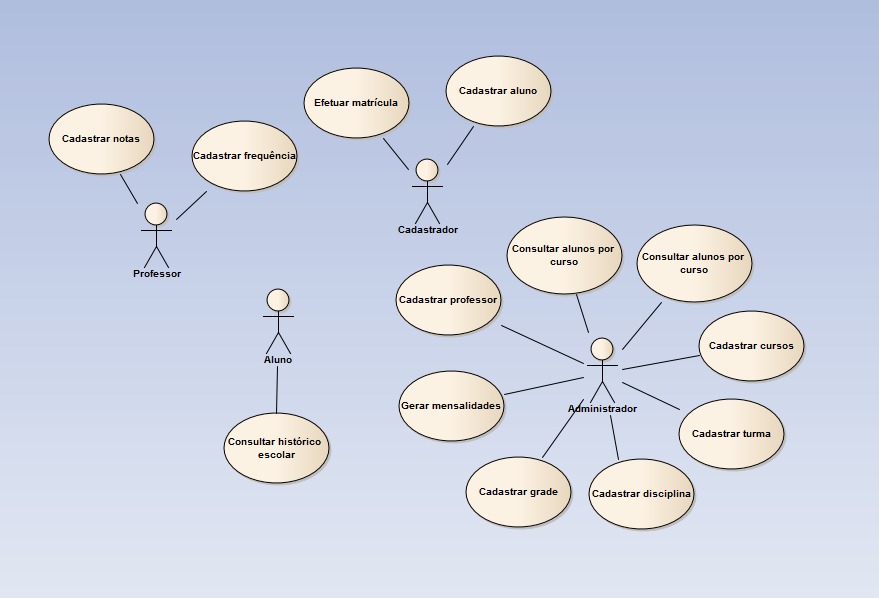 Cadastrar notas
Cadastrar frequência
Professor
Efetuar matrícula
Cadastrar aluno
Cadastrador
Aluno
Consultar histórico
escolar
Consultar alunos por
curso
Consultar alunos por
curso
Cadastrar professor
Cadastrar cursos
Gerar mensalidades
Administrador
Cadastrar turma
Cadastrar grade
Cadastrar disciplina